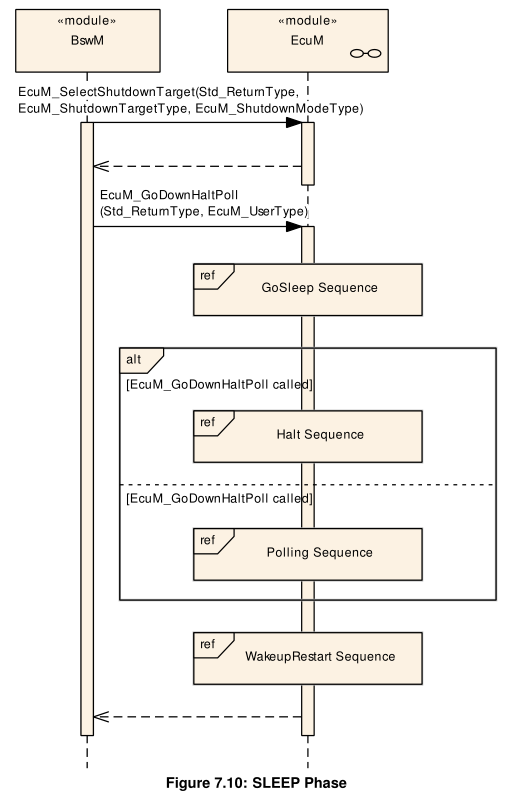 «module»
BswM
«module»
EcuM
EcuM_SelectShutdownTarget(Std_ReturnType,
EcuM_ShutdownTargetType, EcuM_ShutdownModeType)
EcuM_GoDownHaltPoll
(Std_ReturnType, EcuM_UserType)
ref
GoSleep Sequence
alt
[EcuM_GoDownHaltPoll called]
ref
Halt Sequence
[EcuM_GoDownHaltPoll called]
ref
Polling Sequence
ref
WakeupRestart Sequence
Figure 7.10: SLEEP Phase